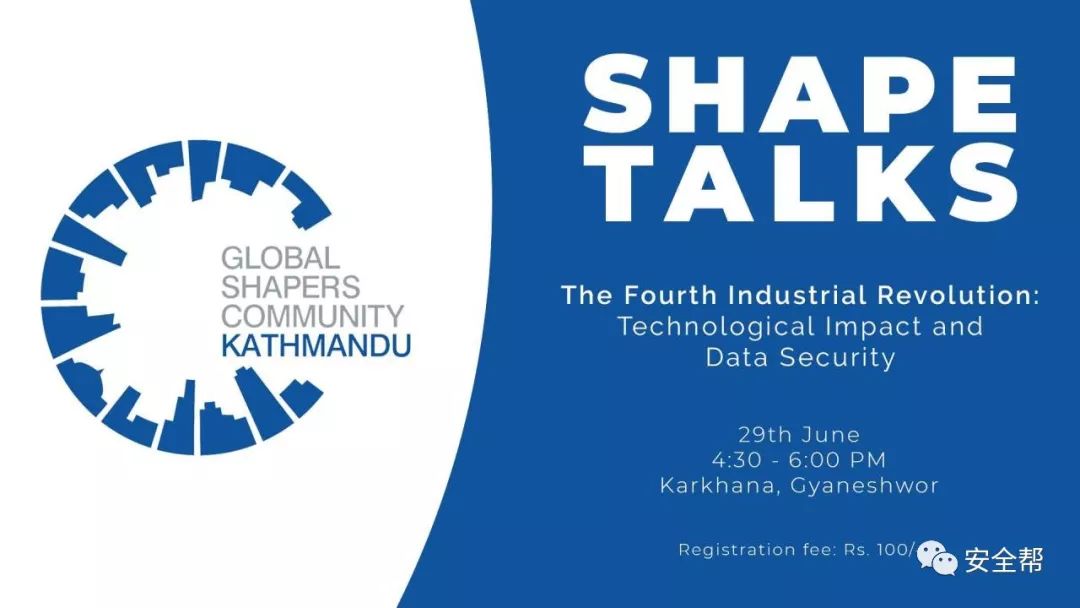 GLOBAL
SHAPERS
COMMUNITY
KATHMANDU
SHAPE
TALKS
The Fourth Industrial Revolution:
Technological Impact and
Data Security
29th June
4:30 - 6:00 PM
Karkhana, Gyaneshwor
Registration fee: Rs. 100/
安全帮